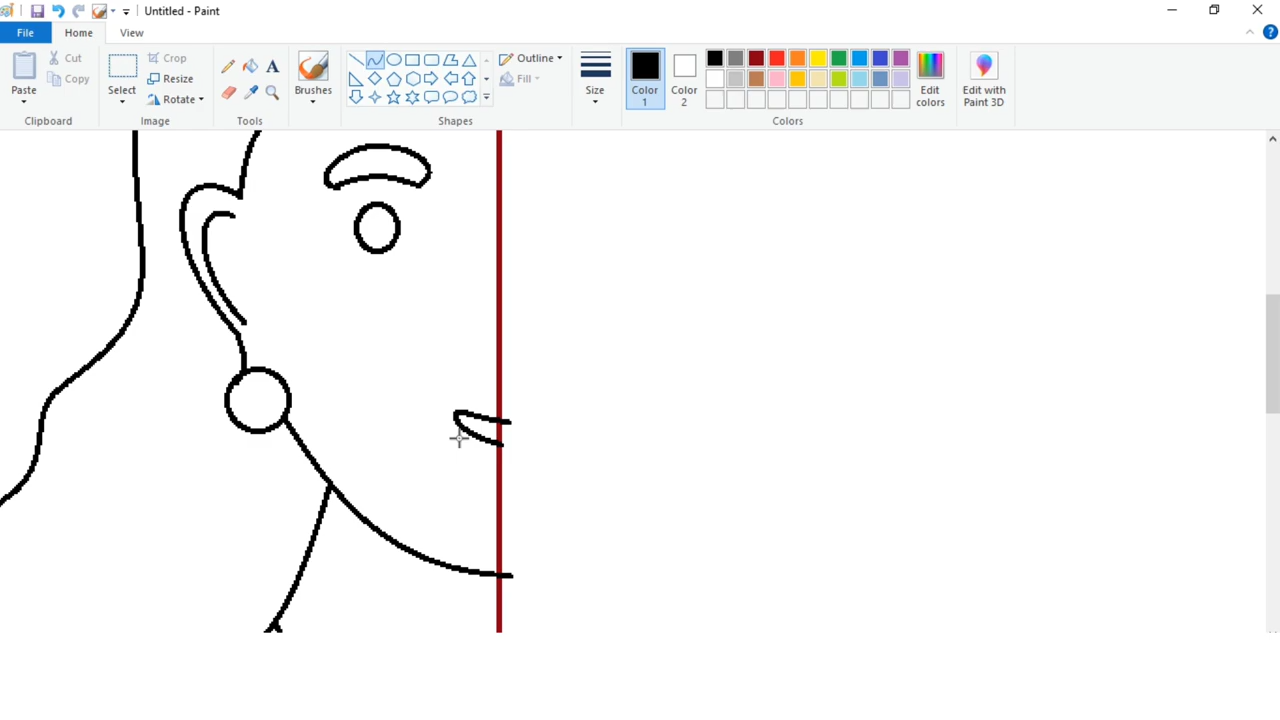 Untitled - Paint
File Home View
Paste
Cut
Copy
Clipboard
Select
Crop
Resize
Rotate
Image
A
Tools
Brushes
Outline
Fill
Shapes
Size
Color 1
Color 2
Edit colors
Colors
Edit with Paint 3D